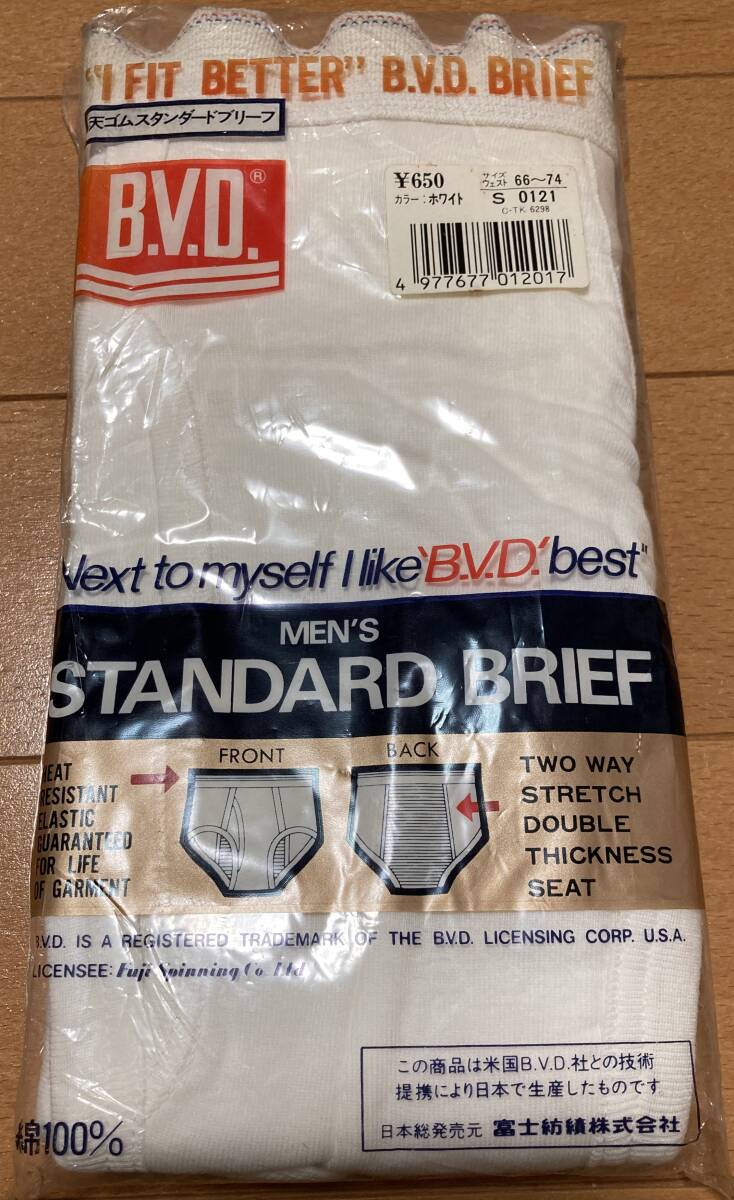 "I FIT BETTER" B.V.D. BRIEF
天ゴムスタンダードブリーフ
B.V.D.®
¥650
サイズ
ウェスト 66〜74
カラー:ホワイト
S 0121
C-TK 6298
4 977677 012017
Next to myself I like 'B.V.D.' best"
MEN'S
STANDARD BRIEF
HEAT
RESISTANT
ELASTIC
GUARANTEED
FOR LIFE
OF GARMENT
FRONT
BACK
TWO WAY
STRETCH
DOUBLE
THICKNESS
SEAT
B.V.D. IS A REGISTERED TRADEMARK OF THE B.V.D. LICENSING CORP. U.S.A.
LICENSEE: Fuji Spinning Co. Ltd
この商品は米国B.V.D.社との技術
提携により日本で生産したものです。
日本総発売元 富士紡績株式会社
綿100%